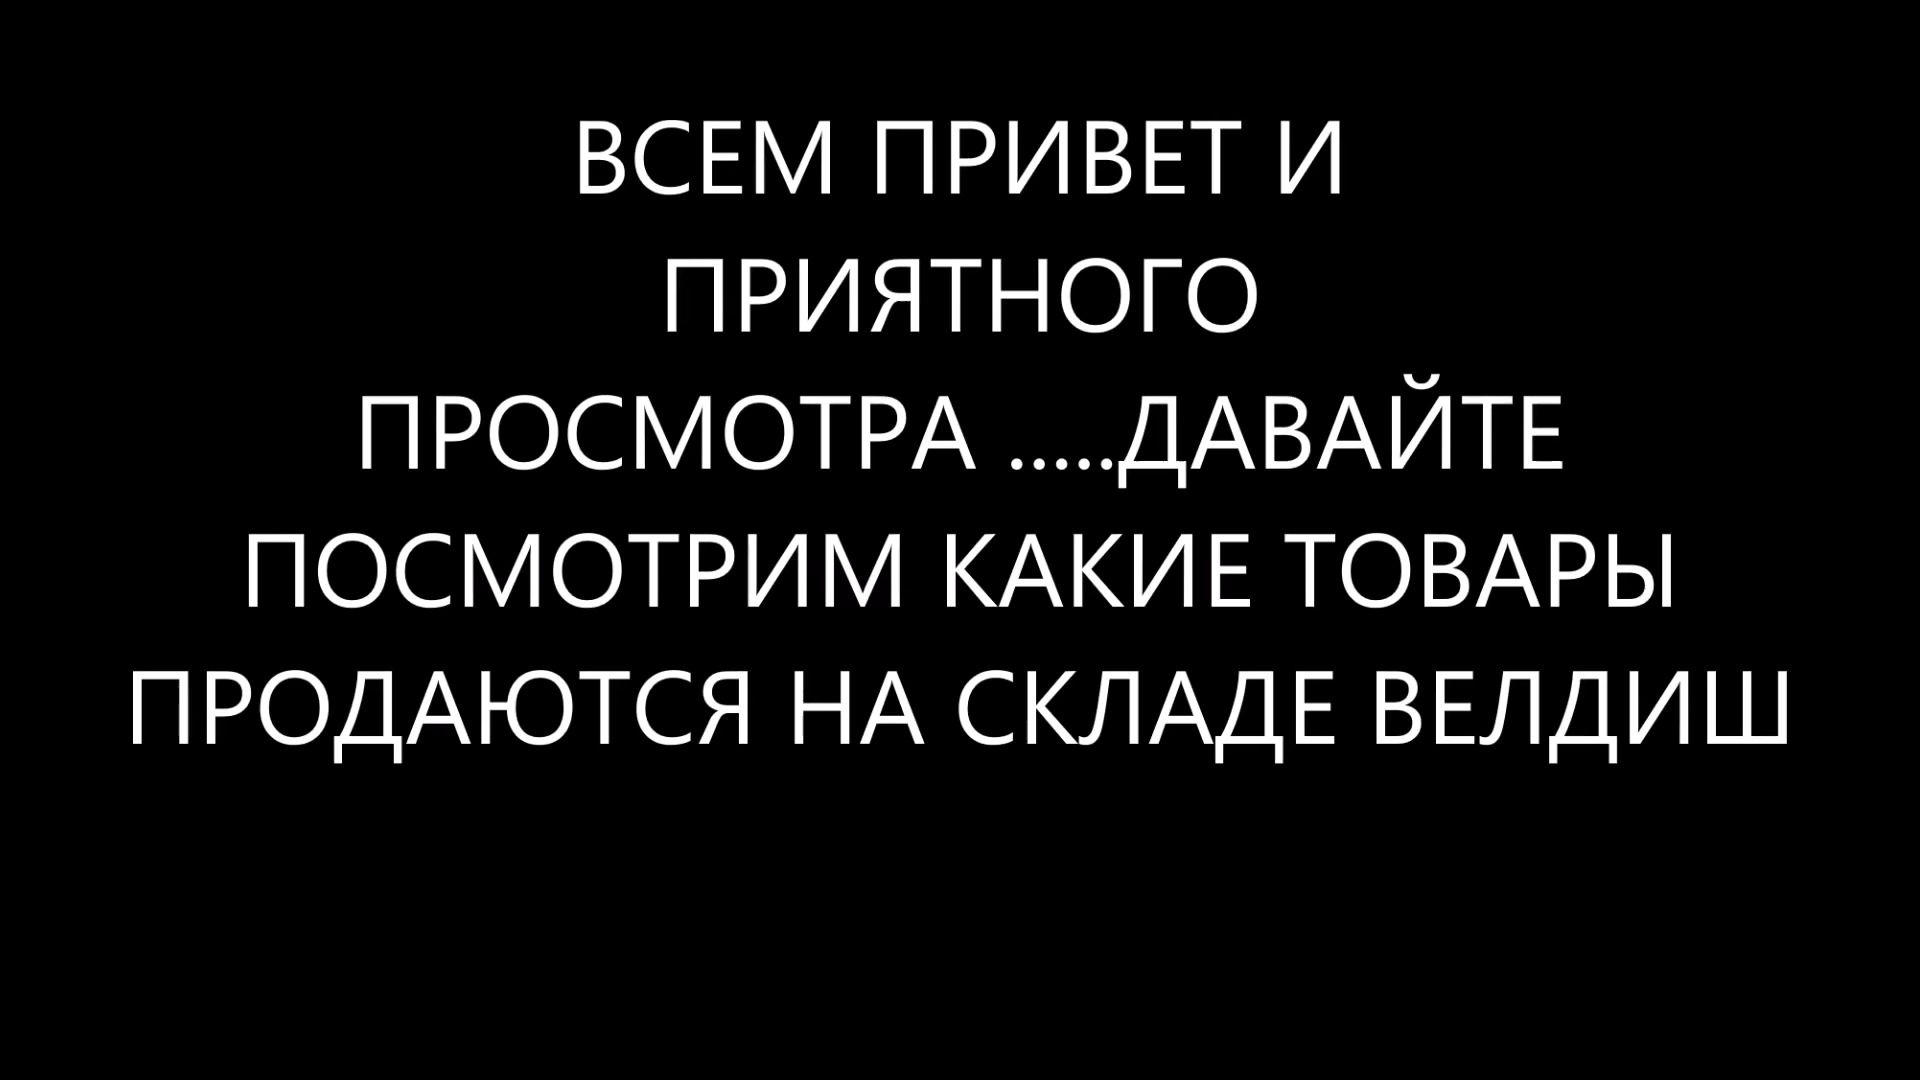 ВСЕМ ПРИВЕТ И
ПРИЯТНОГО
ПРОСМОТРА .....ДАВАЙТЕ
ПОСМОТРИМ КАКИЕ ТОВАРЫ
ПРОДАЮТСЯ НА СКЛАДЕ ВЕЛДИШ